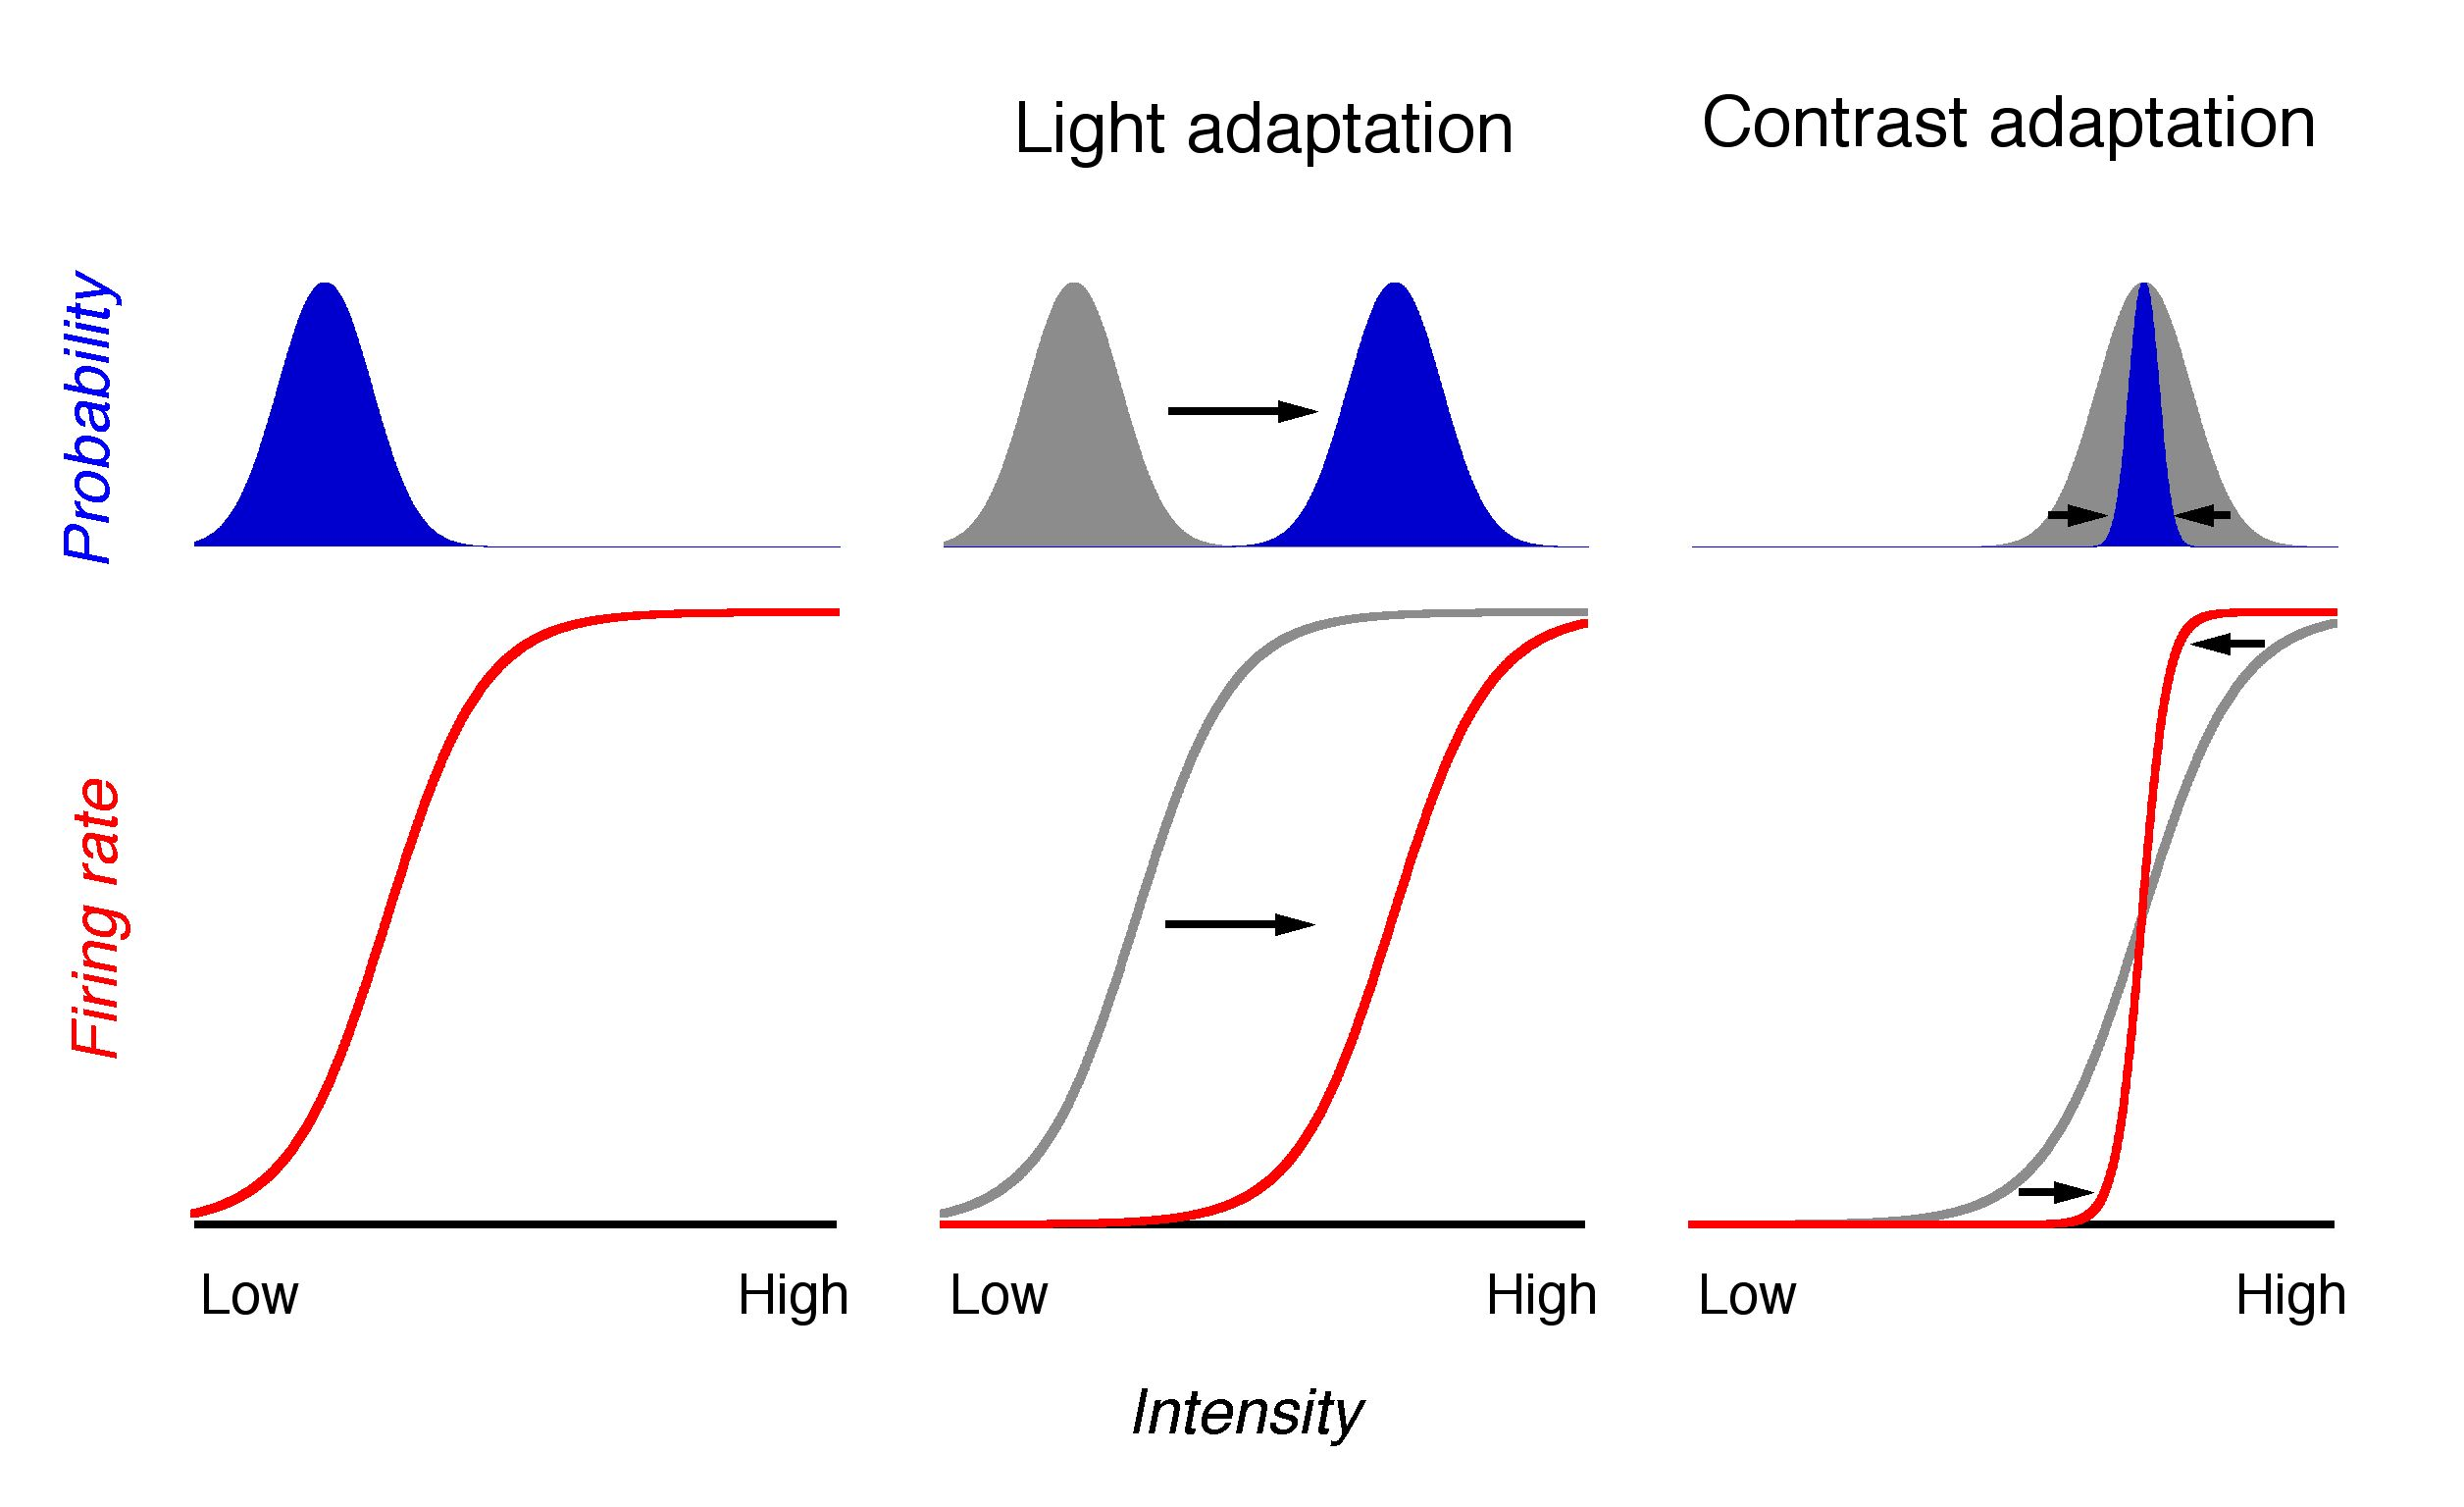 Light adaptation
Contrast adaptation
Probability
Firing rate
Low
High
Low
High
Low
High
Intensity